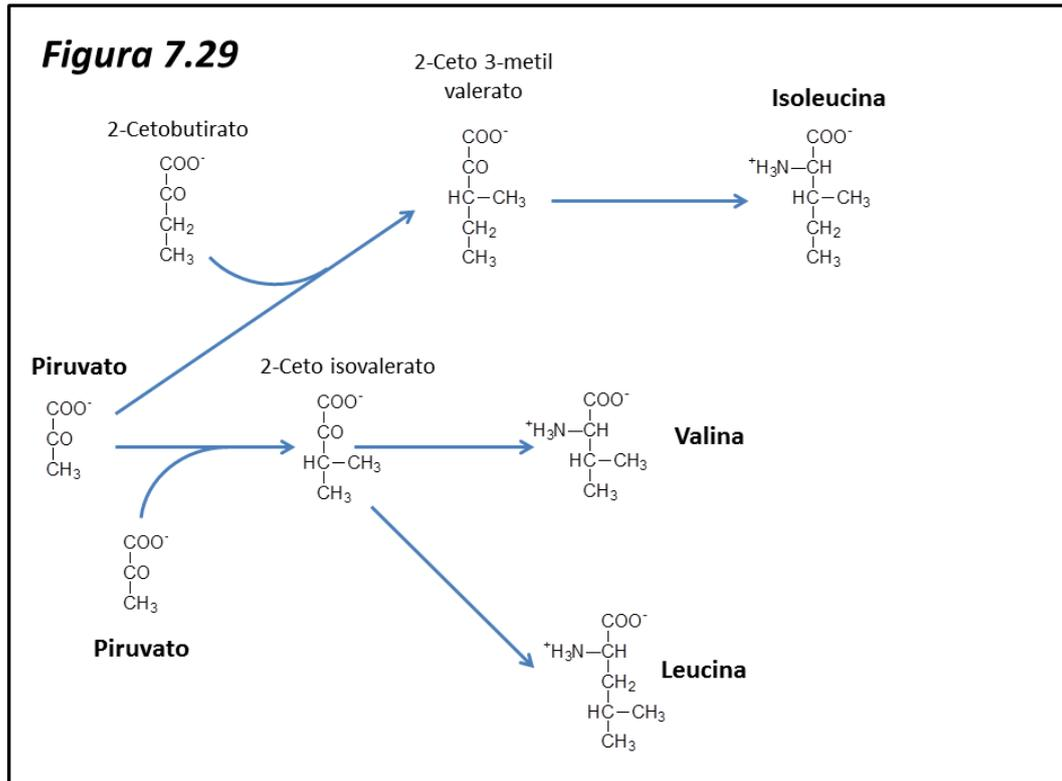 Figura 7.29
2-Ceto 3-metil
valerato
Isoleucina
2-Cetobutirato
COO⁻
CO
CH₂
CH₃
COO⁻
CO
HC–CH₃
CH₂
CH₃
COO⁻
⁺H₃N–CH
HC–CH₃
CH₂
CH₃
Piruvato
COO⁻
CO
CH₃
2-Ceto isovalerato
COO⁻
CO
HC–CH₃
CH₃
COO⁻
⁺H₃N–CH
HC–CH₃
CH₃
Valina
COO⁻
CO
CH₃
Piruvato
COO⁻
⁺H₃N–CH
CH₂
HC–CH₃
CH₃
Leucina